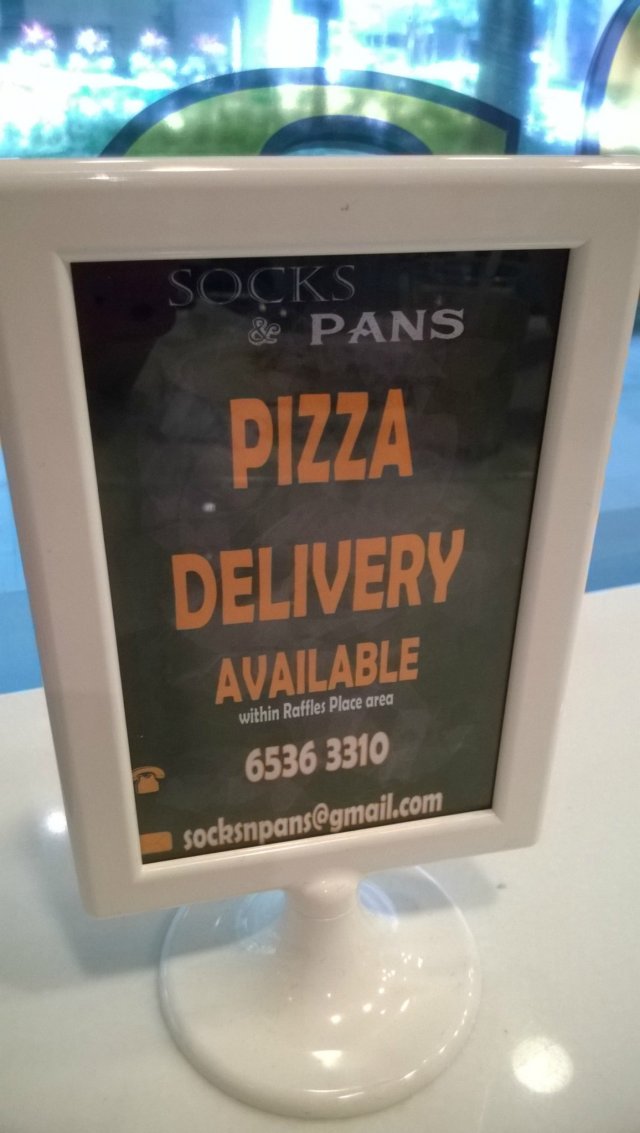 SOCKS
& PANS
PIZZA
DELIVERY
AVAILABLE
within Raffles Place area
6536 3310
socksnpans@gmail.com